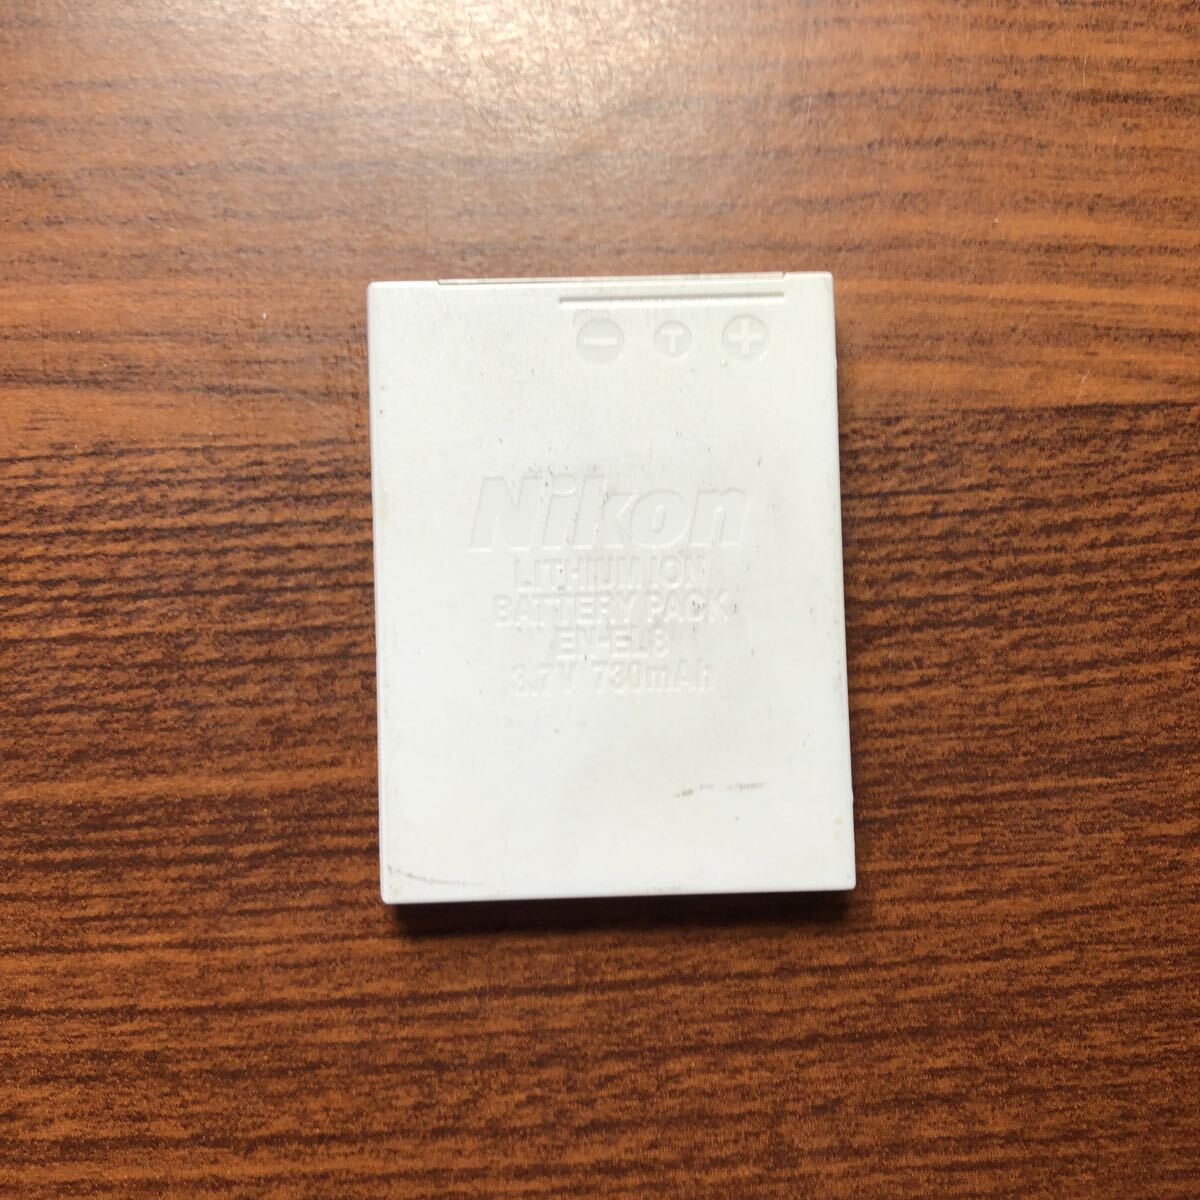 − T +
Nikon
LITHIUM ION
BATTERY PACK
EN-EL8
3.7V 730mAh